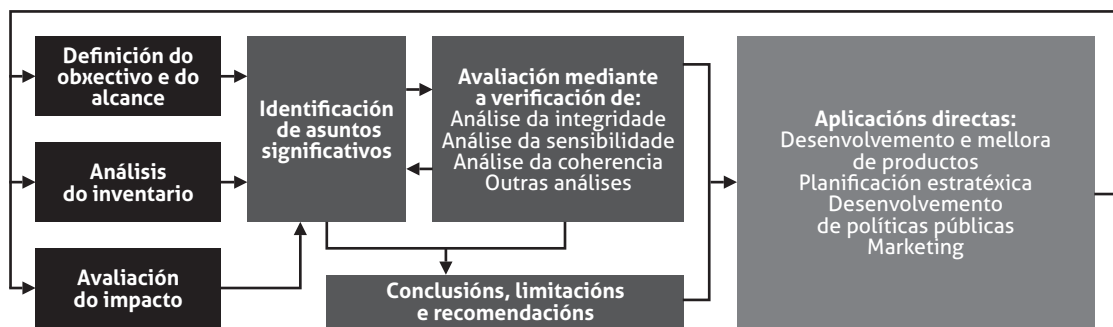 Definición do
obxectivo e do
alcance
Análisis
do inventario
Avaliación
do impacto
Identificación
de asuntos
significativos
Avaliación mediante
a verificación de:
Análise da integridade
Análise da sensibilidade
Análise da coherencia
Outras análises
Conclusións, limitacións
e recomendacións
Aplicacións directas:
Desenvolvemento e mellora
de productos
Planificación estratéxica
Desenvolvemento
de políticas públicas
Marketing